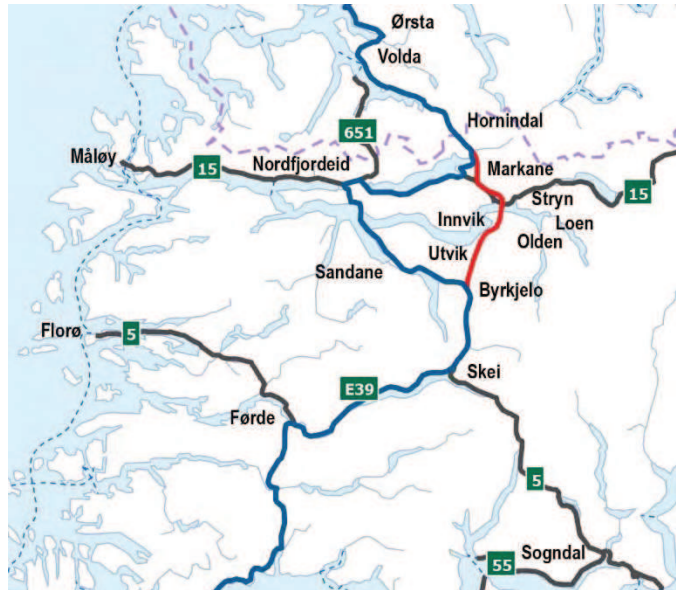 Ørsta
Volda
Hornindal
651
Måløy
15
Nordfjordeid
Markane
Stryn
15
Innvik
Loen
Olden
Utvik
Sandane
Byrkjelo
Florø
5
Skei
E39
Førde
5
Sogndal
55